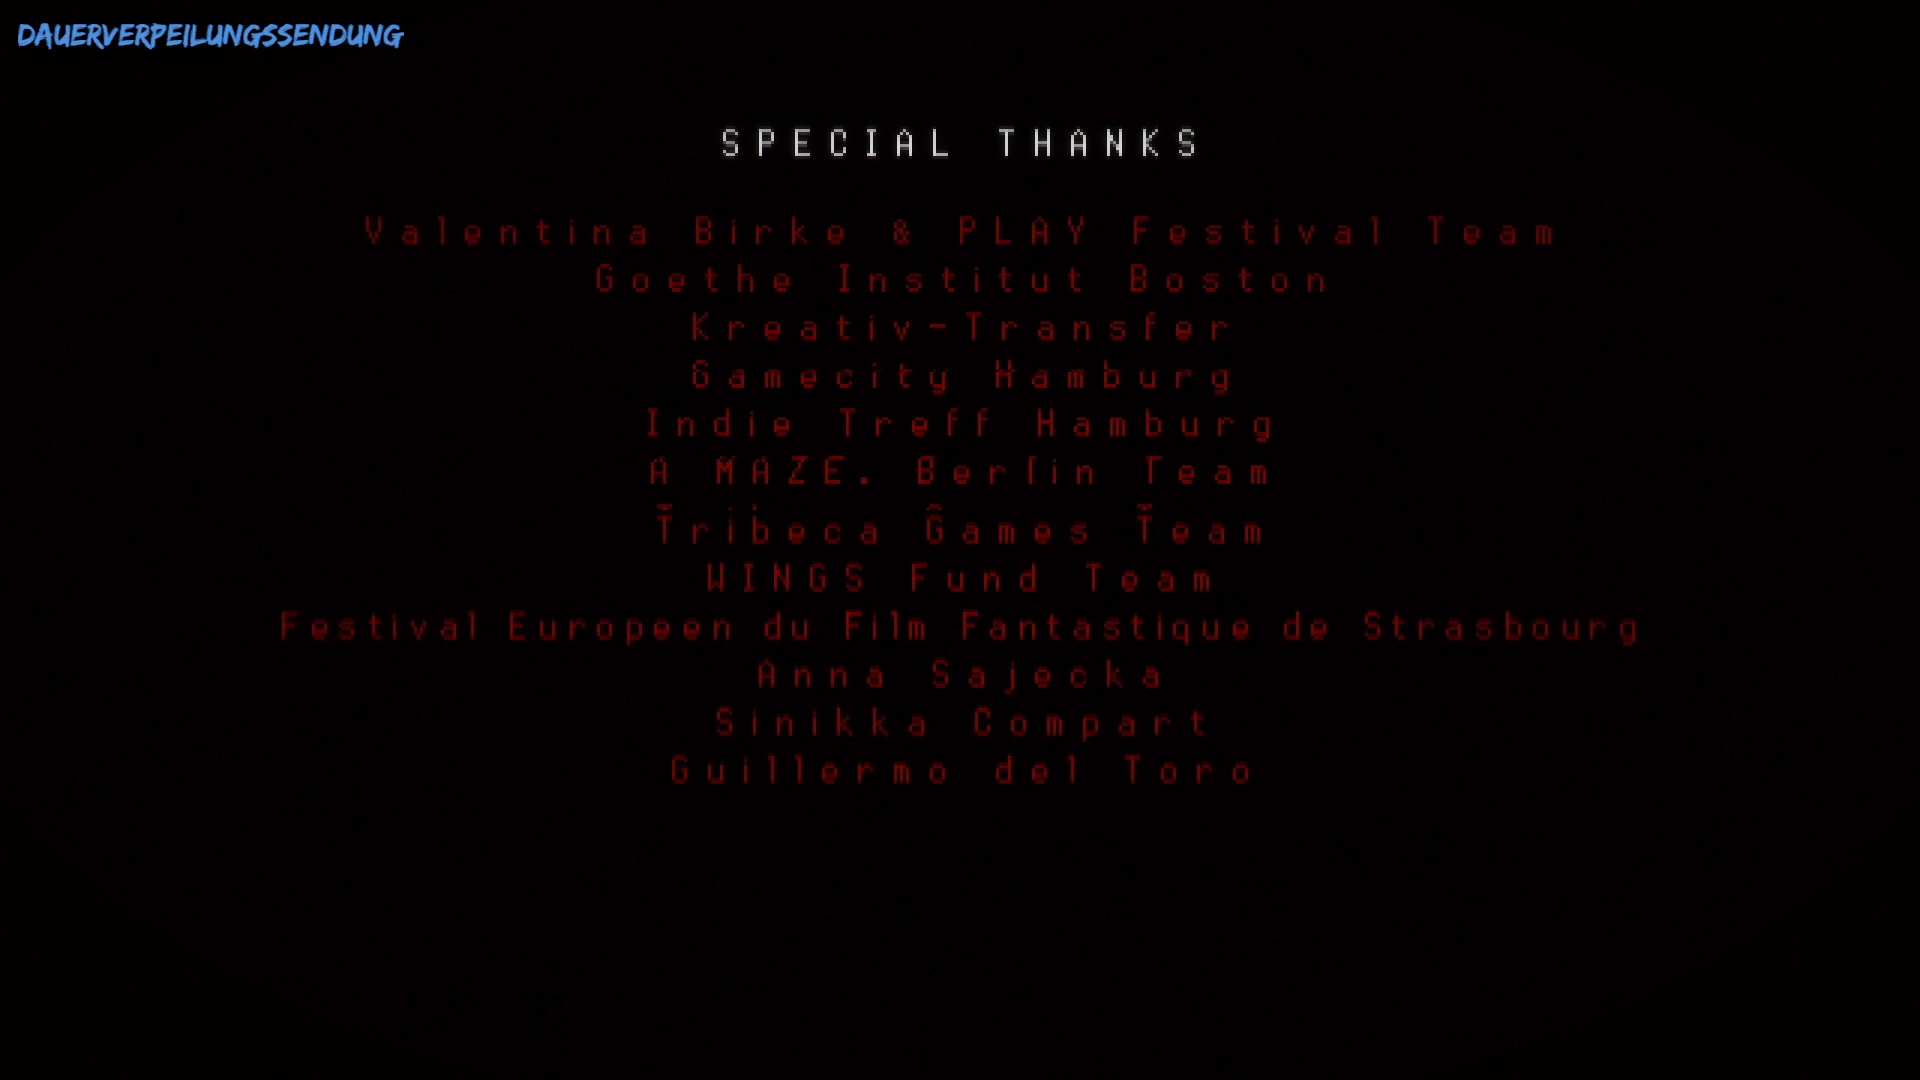 DAUERVERPEILUNGSSENDUNG
SPECIAL THANKS
Valentina Birke & PLAY Festival Team
Goethe Institut Boston
Kreativ-Transfer
Gamecity Hamburg
Indie Treff Hamburg
A MAZE. Berlin Team
Tribeca Games Team
WINGS Fund Team
Festival Europeen du Film Fantastique de Strasbourg
Anna Sajecka
Sinikka Compart
Guillermo del Toro